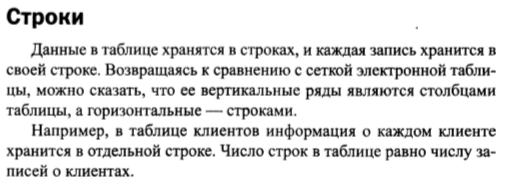 Строки
Данные в таблице хранятся в строках, и каждая запись хранится в
своей строке. Возвращаясь к сравнению с сеткой электронной табли-
цы, можно сказать, что ее вертикальные ряды являются столбцами
таблицы, а горизонтальные — строками.
Например, в таблице клиентов информация о каждом клиенте
хранится в отдельной строке. Число строк в таблице равно числу за-
писей о клиентах.